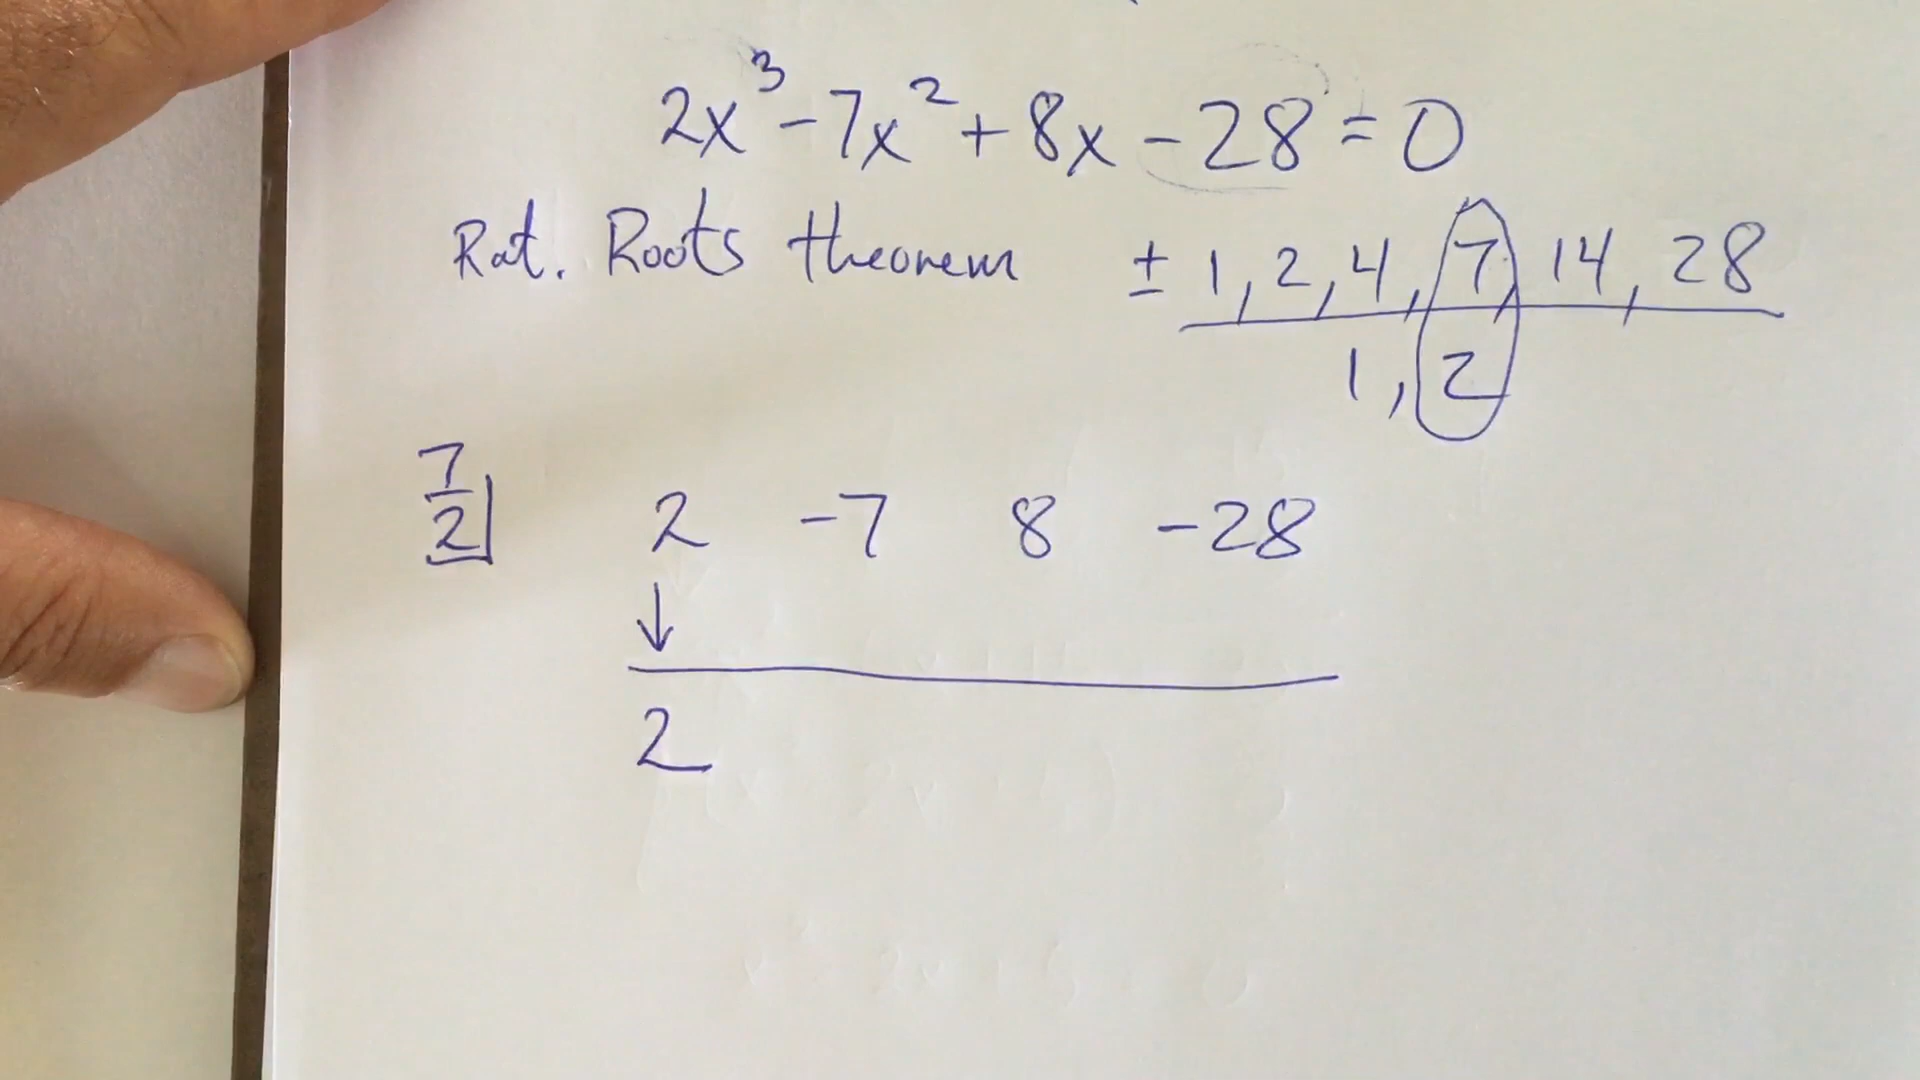 2x³-7x²+8x-28=0
Rat. Roots theorem ± 1,2,4,7,14,28
1,2
7/2 2 -7 8 -28
↓
2